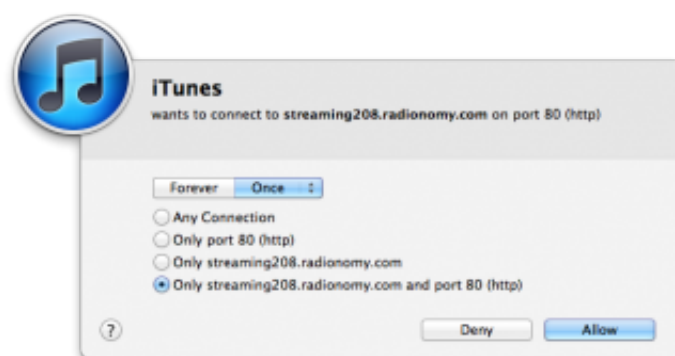 iTunes
wants to connect to streaming208.radionomy.com on port 80 (http)
Forever Once
Any Connection
Only port 80 (http)
Only streaming208.radionomy.com
Only streaming208.radionomy.com and port 80 (http)
? Deny Allow